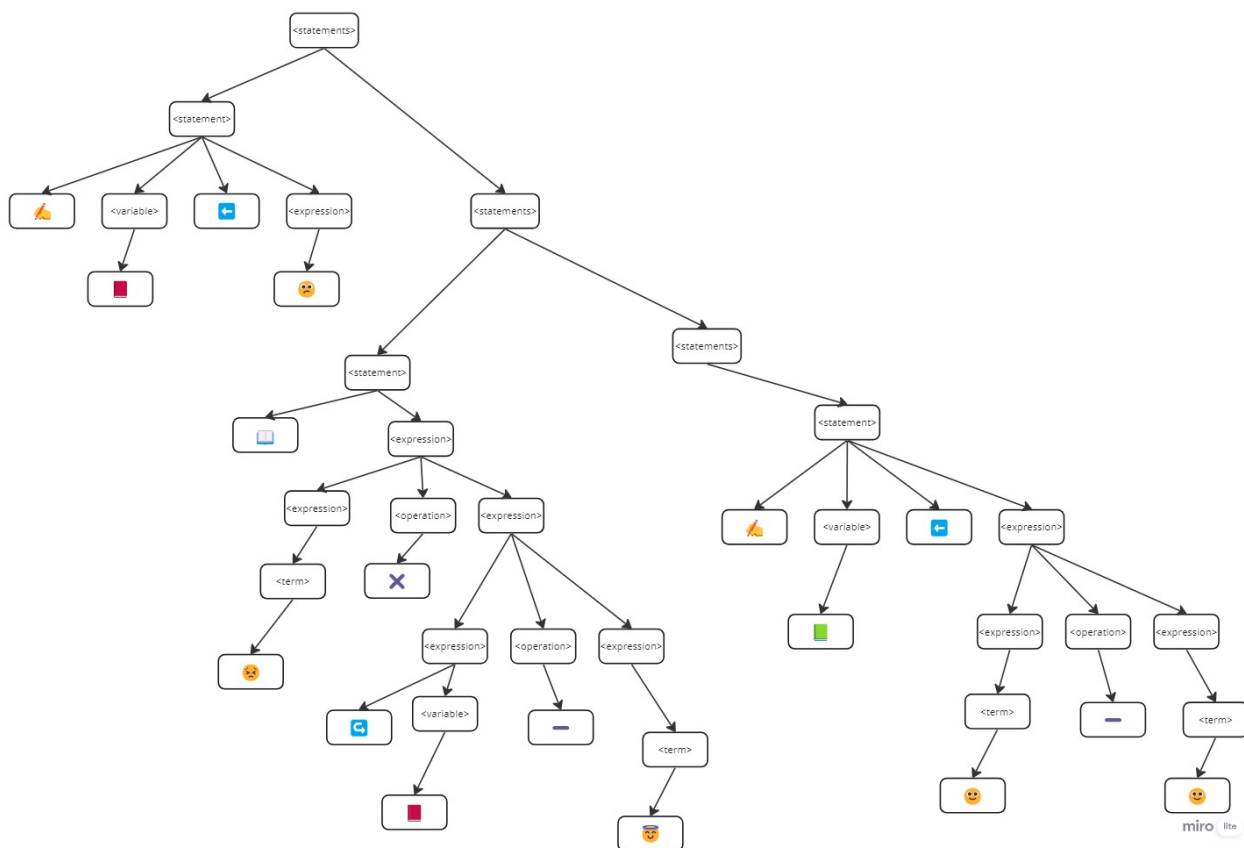 <statements>
<statement>
<variable> <expression> <statements>
<statements>
<statement>
<statement>
<expression>
<expression> <operation> <expression> <variable> <expression>
<term>
<expression> <operation> <expression> <expression> <operation> <expression>
<variable> <term> <term>
<term>
miro lite